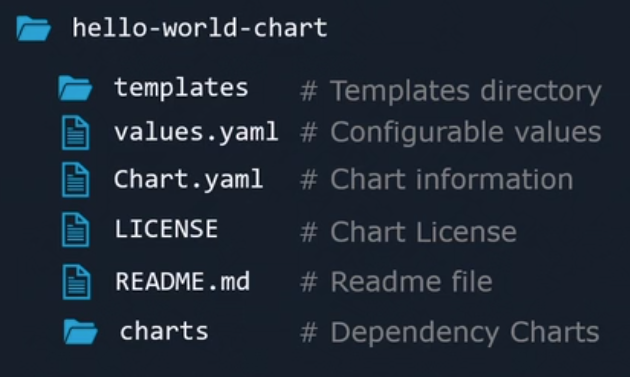 hello-world-chart
templates # Templates directory
values.yaml # Configurable values
Chart.yaml # Chart information
LICENSE # Chart License
README.md # Readme file
charts # Dependency Charts